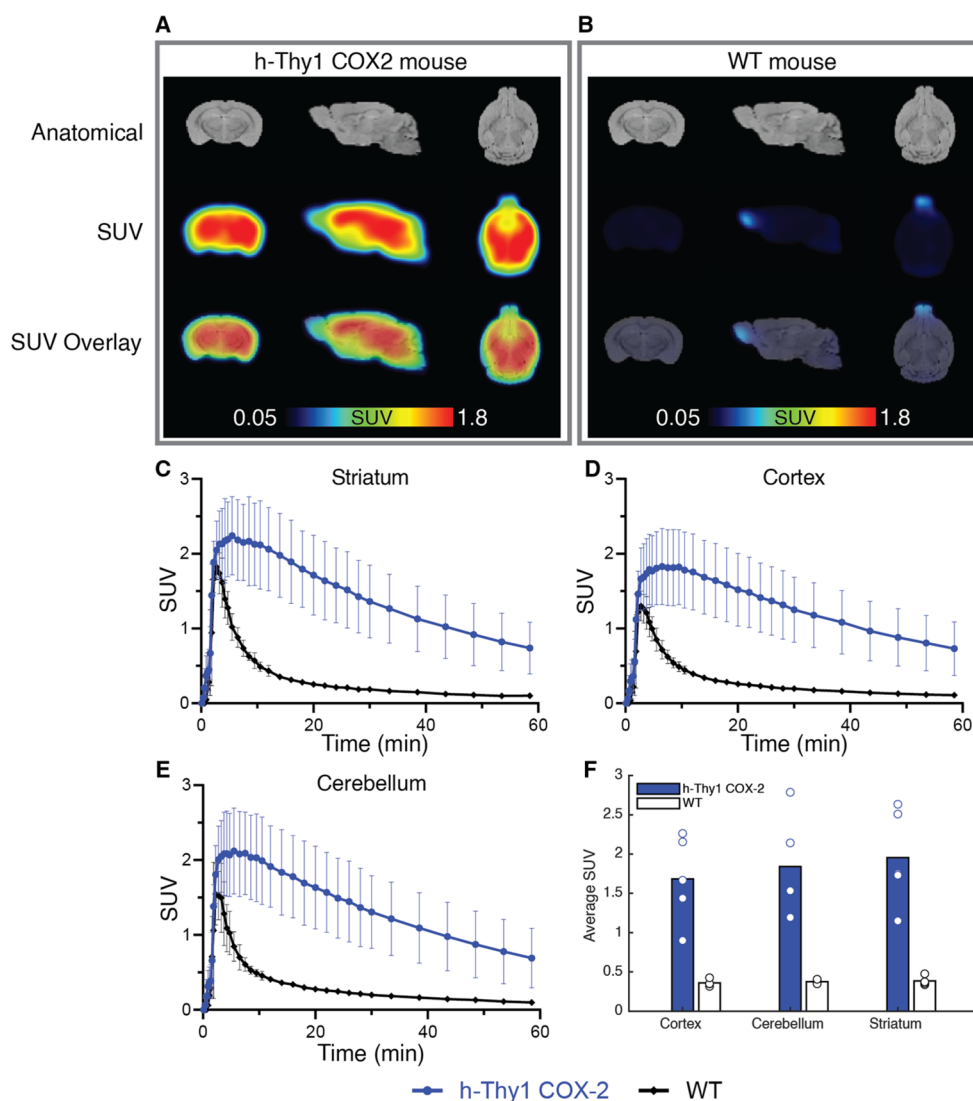 A
B
h-Thy1 COX2 mouse
WT mouse
Anatomical
SUV
SUV Overlay
0.05 SUV 1.8
0.05 SUV 1.8
C
Striatum
3
2
1
0
SUV
0 20 40 60
Time (min)
D
Cortex
3
2
1
0
SUV
0 20 40 60
Time (min)
E
Cerebellum
3
2
1
0
SUV
0 20 40 60
Time (min)
F
h-Thy1 COX-2
WT
3
2.5
2
1.5
1
0.5
0
Average SUV
Cortex Cerebellum Striatum
h-Thy1 COX-2 WT